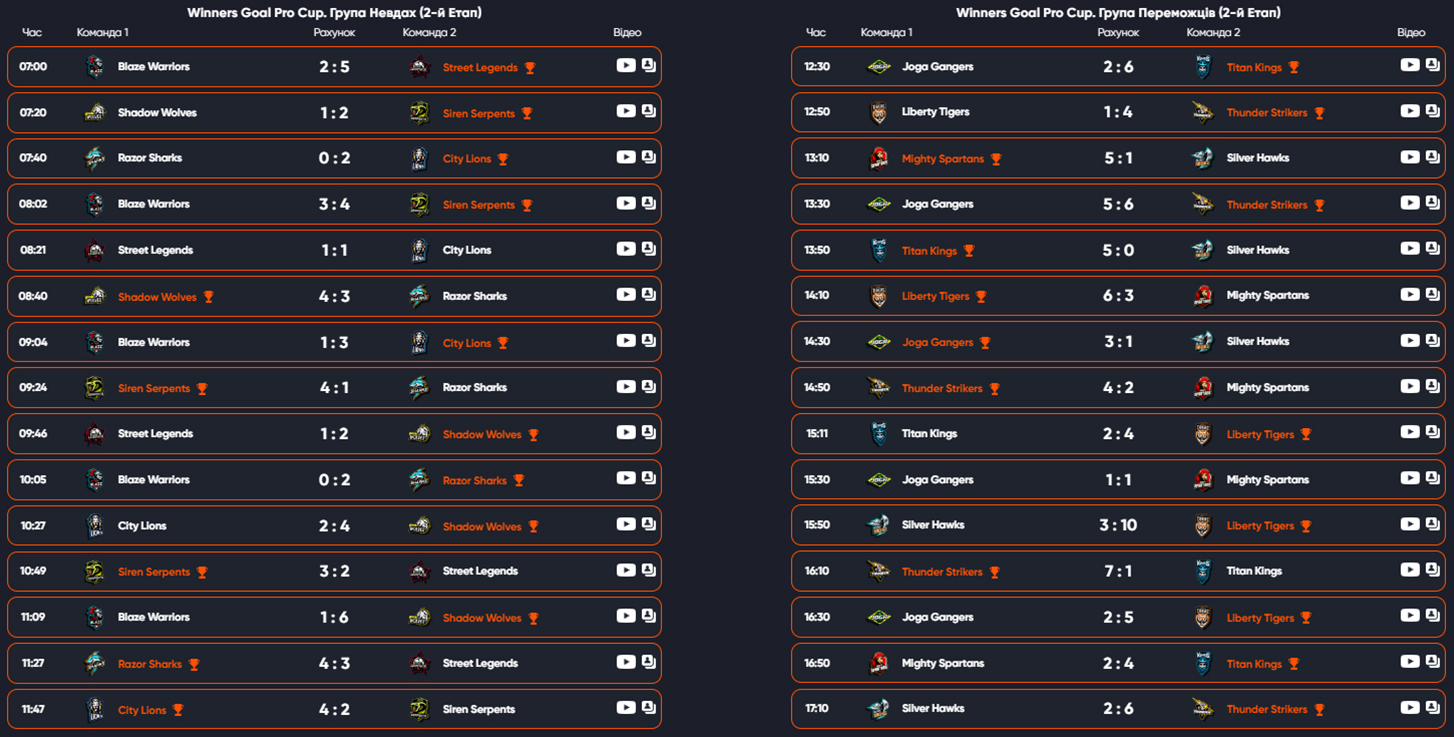 Winners Goal Pro Cup. Група Невдах (2-й Етап)
Час Команда 1 Рахунок Команда 2 Відео
07:00 Blaze Warriors 2 : 5 Street Legends
07:20 Shadow Wolves 1 : 2 Siren Serpents
07:40 Razor Sharks 0 : 2 City Lions
08:02 Blaze Warriors 3 : 4 Siren Serpents
08:21 Street Legends 1 : 1 City Lions
08:40 Shadow Wolves 4 : 3 Razor Sharks
09:04 Blaze Warriors 1 : 3 City Lions
09:24 Siren Serpents 4 : 1 Razor Sharks
09:46 Street Legends 1 : 2 Shadow Wolves
10:05 Blaze Warriors 0 : 2 Razor Sharks
10:27 City Lions 2 : 4 Shadow Wolves
10:49 Siren Serpents 3 : 2 Street Legends
11:09 Blaze Warriors 1 : 6 Shadow Wolves
11:27 Razor Sharks 4 : 3 Street Legends
11:47 City Lions 4 : 2 Siren Serpents
Winners Goal Pro Cup. Група Переможців (2-й Етап)
Час Команда 1 Рахунок Команда 2 Відео
12:30 Joga Gangers 2 : 6 Titan Kings
12:50 Liberty Tigers 1 : 4 Thunder Strikers
13:10 Mighty Spartans 5 : 1 Silver Hawks
13:30 Joga Gangers 5 : 6 Thunder Strikers
13:50 Titan Kings 5 : 0 Silver Hawks
14:10 Liberty Tigers 6 : 3 Mighty Spartans
14:30 Joga Gangers 3 : 1 Silver Hawks
14:50 Thunder Strikers 4 : 2 Mighty Spartans
15:11 Titan Kings 2 : 4 Liberty Tigers
15:30 Joga Gangers 1 : 1 Mighty Spartans
15:50 Silver Hawks 3 : 10 Liberty Tigers
16:10 Thunder Strikers 7 : 1 Titan Kings
16:30 Joga Gangers 2 : 5 Liberty Tigers
16:50 Mighty Spartans 2 : 4 Titan Kings
17:10 Silver Hawks 2 : 6 Thunder Strikers